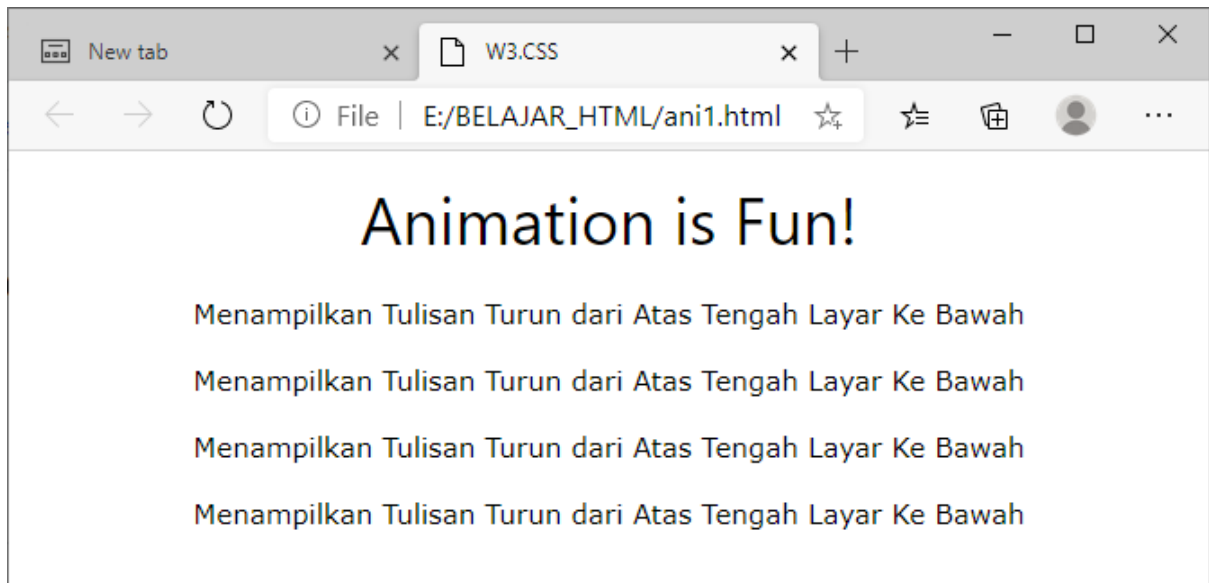 New tab
W3.CSS
File | E:/BELAJAR_HTML/ani1.html
Animation is Fun!
Menampilkan Tulisan Turun dari Atas Tengah Layar Ke Bawah
Menampilkan Tulisan Turun dari Atas Tengah Layar Ke Bawah
Menampilkan Tulisan Turun dari Atas Tengah Layar Ke Bawah
Menampilkan Tulisan Turun dari Atas Tengah Layar Ke Bawah